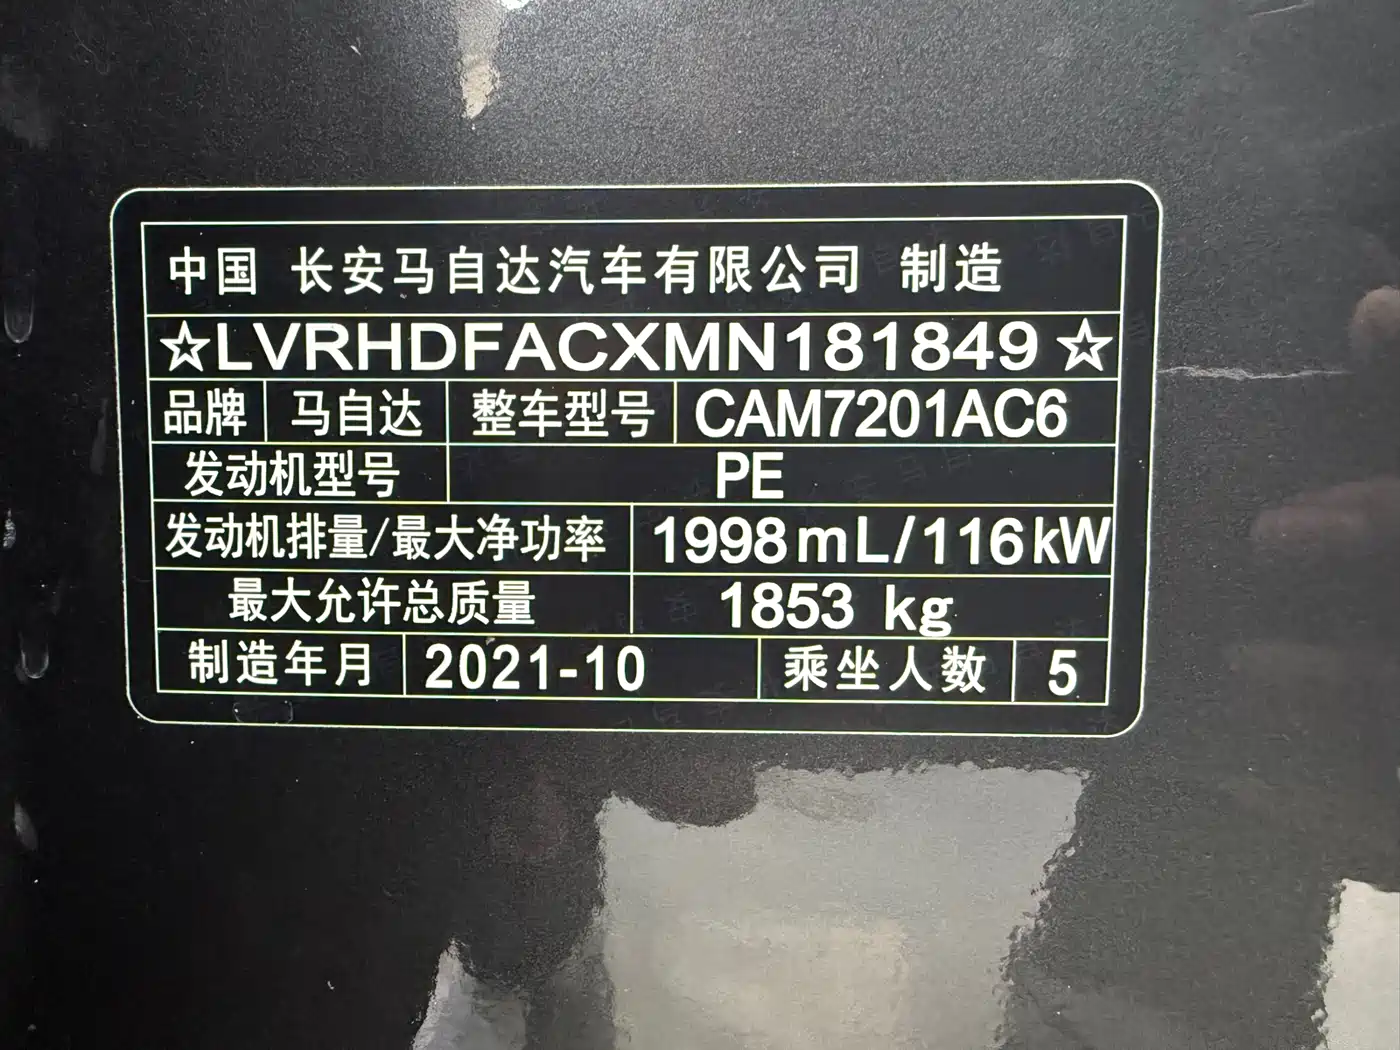 中国 长安马自达汽车有限公司 制造
☆LVRHDFACXMN181849☆
品牌 马自达 整车型号 CAM7201AC6
发动机型号 PE
发动机排量/最大净功率 1998mL/116kW
最大允许总质量 1853 kg
制造年月 2021-10 乘坐人数 5